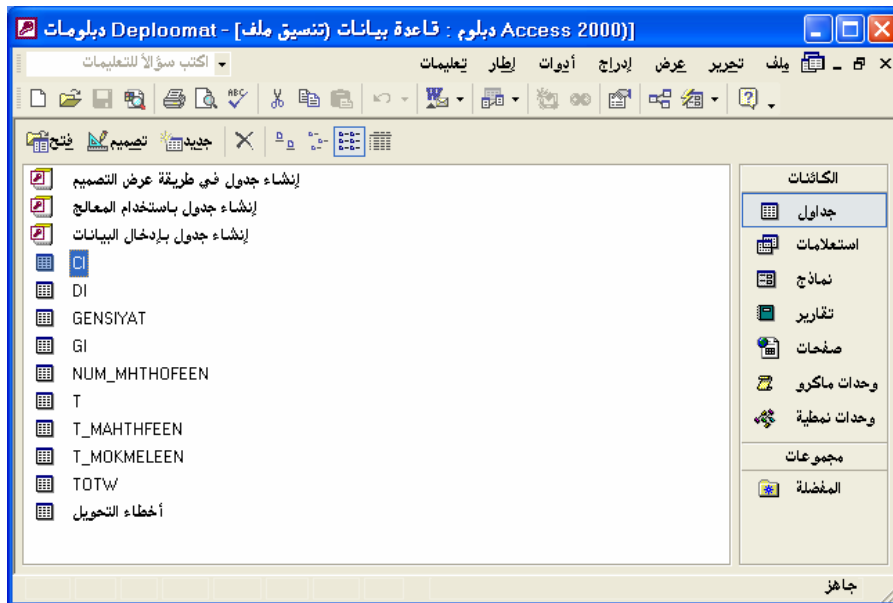 دبلومات Deploomat - [دبلوم : قاعدة بيانات (تنسيق ملف Access 2000)]
ملف تحرير عرض إدراج أدوات إطار تعليمات
اكتب سؤالاً للتعليمات
فتح تصميم جديد
إنشاء جدول في طريقة عرض التصميم
إنشاء جدول باستخدام المعالج
إنشاء جدول بإدخال البيانات
CI
DI
GENSIYAT
GI
NUM_MHTHOFEEN
T
T_MAHTHFEEN
T_MOKMELEEN
TOTW
أخطاء التحويل
الكائنات
جداول
استعلامات
نماذج
تقارير
صفحات
وحدات ماكرو
وحدات نمطية
مجموعات
المفضلة
جاهز